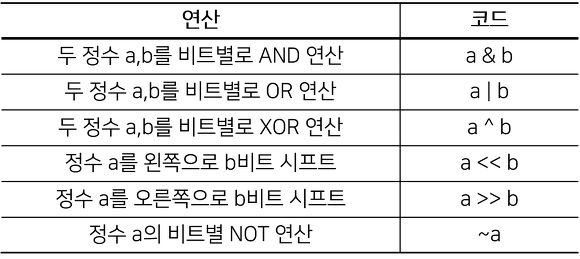 연산 코드
두 정수 a,b를 비트별로 AND 연산 a & b
두 정수 a,b를 비트별로 OR 연산 a | b
두 정수 a,b를 비트별로 XOR 연산 a ^ b
정수 a를 왼쪽으로 b비트 시프트 a << b
정수 a를 오른쪽으로 b비트 시프트 a >> b
정수 a의 비트별 NOT 연산 ~a